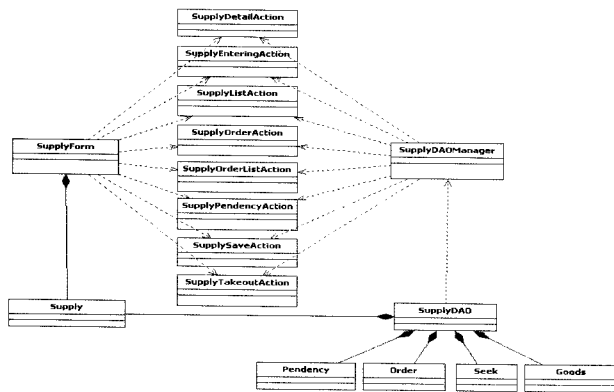 SupplyDetailAction
SupplyEnteringAction
SupplyListAction
SupplyOrderAction
SupplyForm
SupplyDAOManager
SupplyOrderListAction
SupplyPendencyAction
SupplySaveAction
SupplyTakeoutAction
Supply
SupplyDAO
Pendency
Order
Seek
Goods